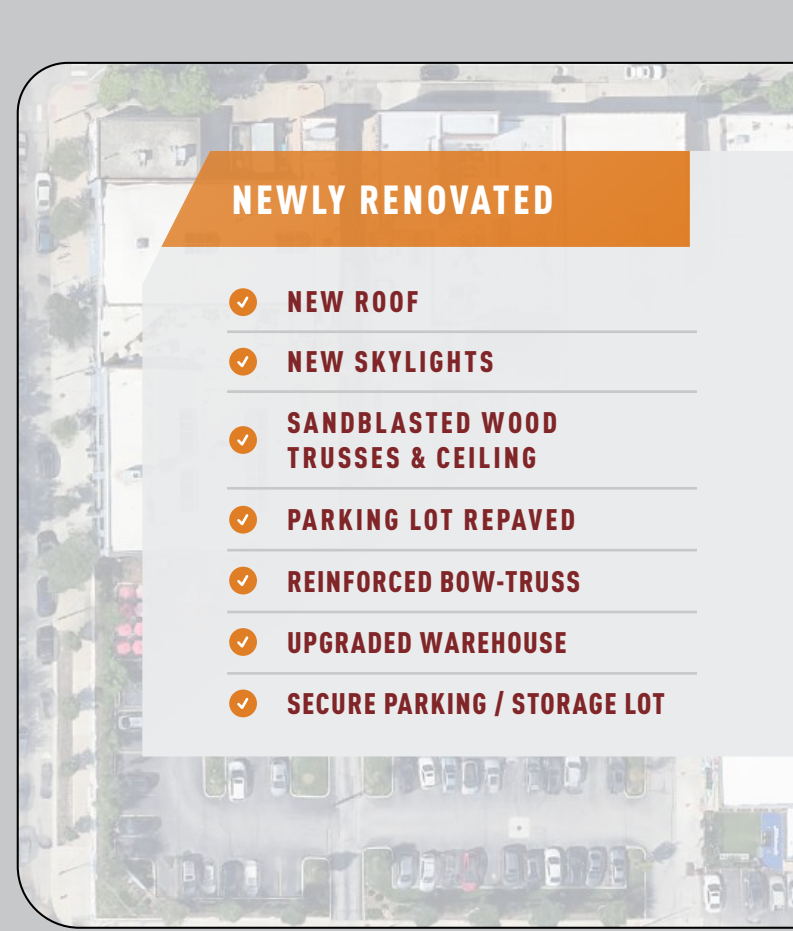 NEWLY RENOVATED
NEW ROOF
NEW SKYLIGHTS
SANDBLASTED WOOD
TRUSSES & CEILING
PARKING LOT REPAVED
REINFORCED BOW-TRUSS
UPGRADED WAREHOUSE
SECURE PARKING / STORAGE LOT